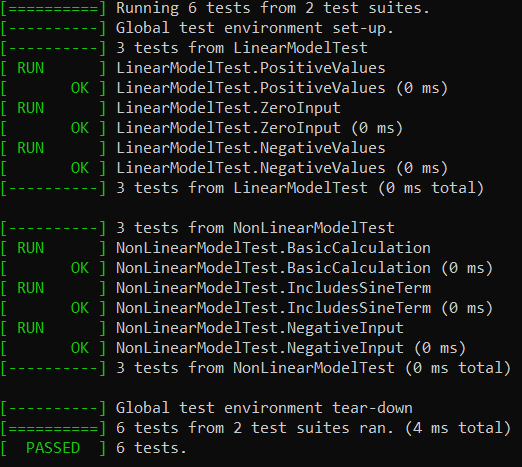 [==========] Running 6 tests from 2 test suites.
[----------] Global test environment set-up.
[----------] 3 tests from LinearModelTest
[ RUN      ] LinearModelTest.PositiveValues
[       OK ] LinearModelTest.PositiveValues (0 ms)
[ RUN      ] LinearModelTest.ZeroInput
[       OK ] LinearModelTest.ZeroInput (0 ms)
[ RUN      ] LinearModelTest.NegativeValues
[       OK ] LinearModelTest.NegativeValues (0 ms)
[----------] 3 tests from LinearModelTest (0 ms total)

[----------] 3 tests from NonLinearModelTest
[ RUN      ] NonLinearModelTest.BasicCalculation
[       OK ] NonLinearModelTest.BasicCalculation (0 ms)
[ RUN      ] NonLinearModelTest.IncludesSineTerm
[       OK ] NonLinearModelTest.IncludesSineTerm (0 ms)
[ RUN      ] NonLinearModelTest.NegativeInput
[       OK ] NonLinearModelTest.NegativeInput (0 ms)
[----------] 3 tests from NonLinearModelTest (0 ms total)

[----------] Global test environment tear-down
[==========] 6 tests from 2 test suites ran. (4 ms total)
[  PASSED  ] 6 tests.